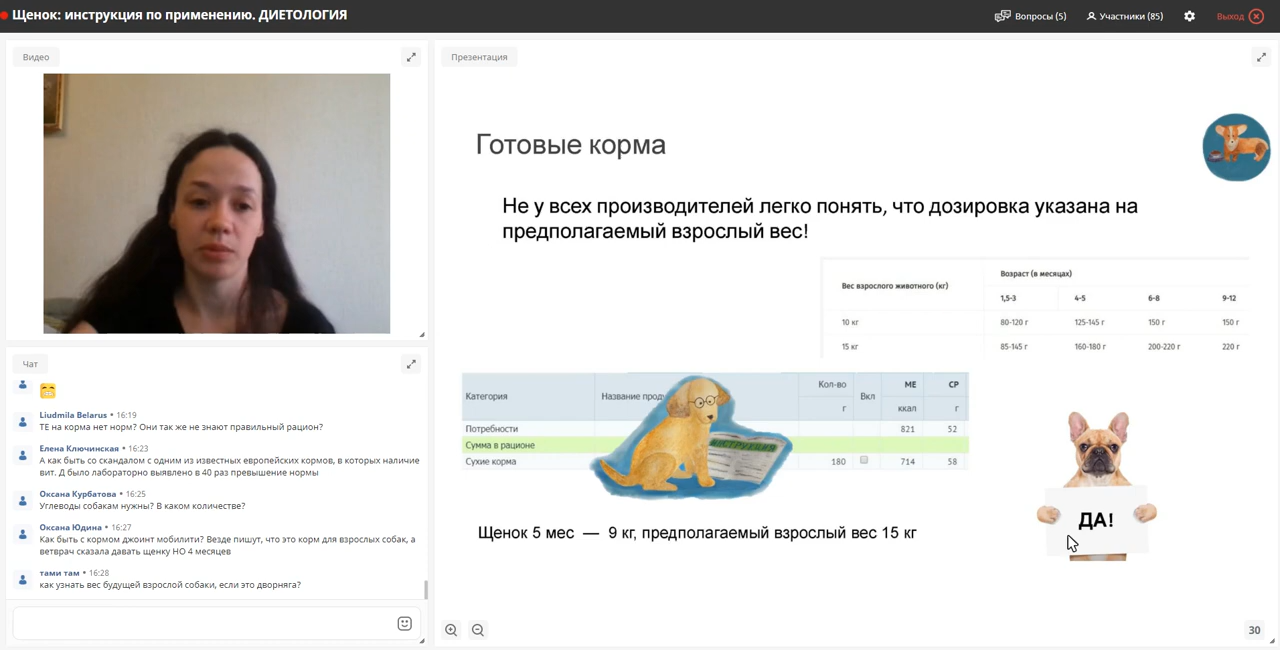 Щенок: инструкция по применению. ДИЕТОЛОГИЯ
Вопросы (5)
Участники (85)
Выход
Видео
Чат
Liudmila Belarus • 16:19
ТЕ на корма нет норм? Они так же не знают правильный рацион?
Елена Ключинская • 16:23
А как быть со скандалом с одним из известных европейских кормов, в которых наличие
вит. Д было лабораторно выявлено в 40 раз превышение нормы
Оксана Курбатова • 16:25
Углеводы собакам нужны? В каком количестве?
Оксана Юдина • 16:27
Как быть с кормом джоинт мобилити? Везде пишут, что это корм для взрослых собак, а
ветврач сказала давать щенку НО 4 месяцев
тами там • 16:28
как узнать вес будущей взрослой собаки, если это дворняга?
Презентация
Готовые корма
Не у всех производителей легко понять, что дозировка указана на
предполагаемый взрослый вес!
Вес взрослого животного (кг)
Возраст (в месяцах)
1,5-3 4-5 6-8 9-12
10 кг 80-120 г 125-145 г 150 г 150 г
15 кг 85-145 г 160-180 г 200-220 г 220 г
Категория Название прод Кол-во Вкл МЕ СР
г ккал г
Потребности 821 52
Сумма в рационе
Сухие корма 180 714 58
ИНСТРУКЦИЯ
Щенок 5 мес — 9 кг, предполагаемый взрослый вес 15 кг
ДА!
30